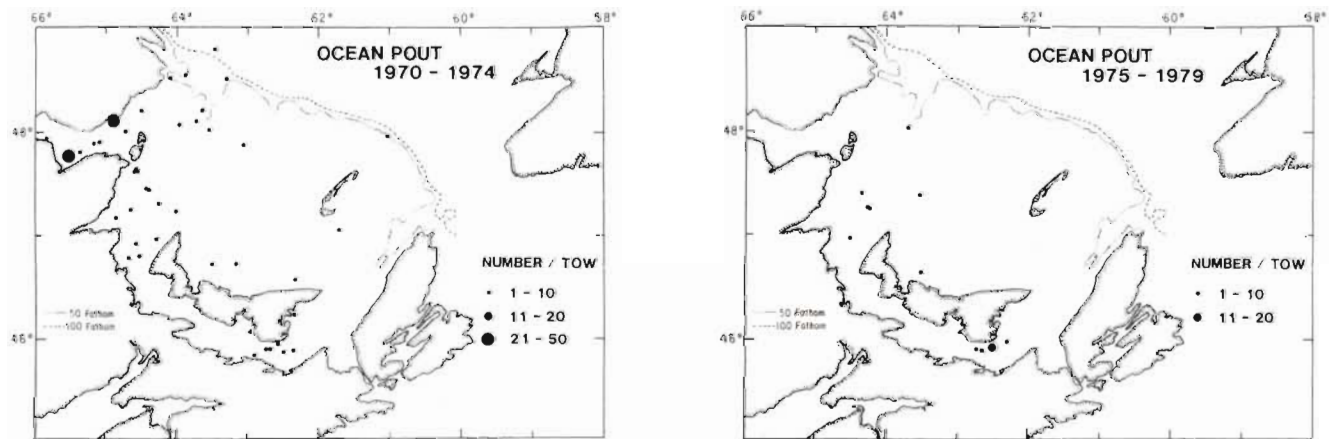 66° 64° 62° 60° 58°
OCEAN POUT
1970 - 1974
48°
NUMBER / TOW
1 - 10
11 - 20
21 - 50
50 Fathom
100 Fathom
46°
66° 64° 62° 60° 58°
OCEAN POUT
1975 - 1979
48°
NUMBER / TOW
1 - 10
11 - 20
50 Fathom
100 Fathom
46°